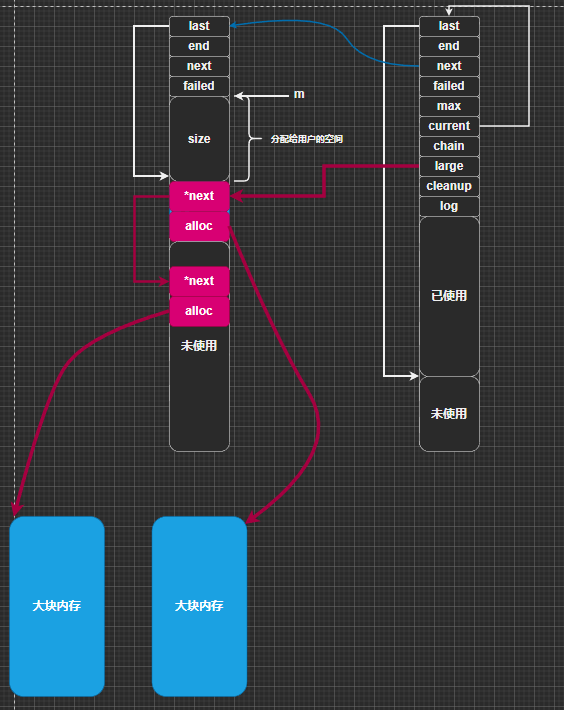 last
end
next
failed
m
size
分配给用户的空间
*next
alloc
*next
alloc
未使用
大块内存
大块内存
last
end
next
failed
max
current
chain
large
cleanup
log
已使用
未使用